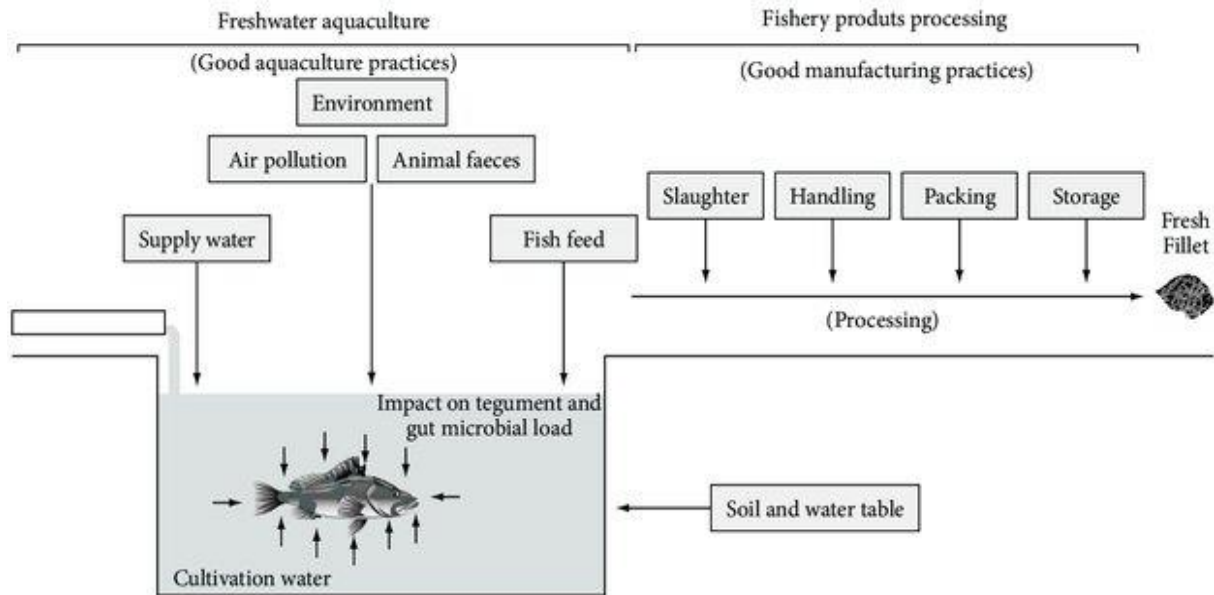 Freshwater aquaculture
Fishery produts processing
(Good aquaculture practices)
(Good manufacturing practices)
Environment
Air pollution
Animal faeces
Slaughter
Handling
Packing
Storage
Supply water
Fish feed
Fresh
Fillet
(Processing)
Impact on tegument and
gut microbial load
Soil and water table
Cultivation water